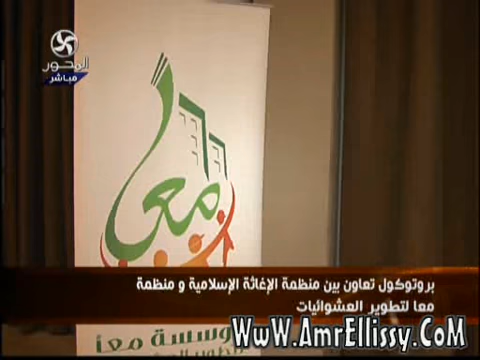 المحور
مباشر
معا
بروتوكول تعاون بين منظمة الإغاثة الإسلامية و منظمة
معا لتطوير العشوائيات
مؤسسة معاً
WwW.AmrEllissy.CoM